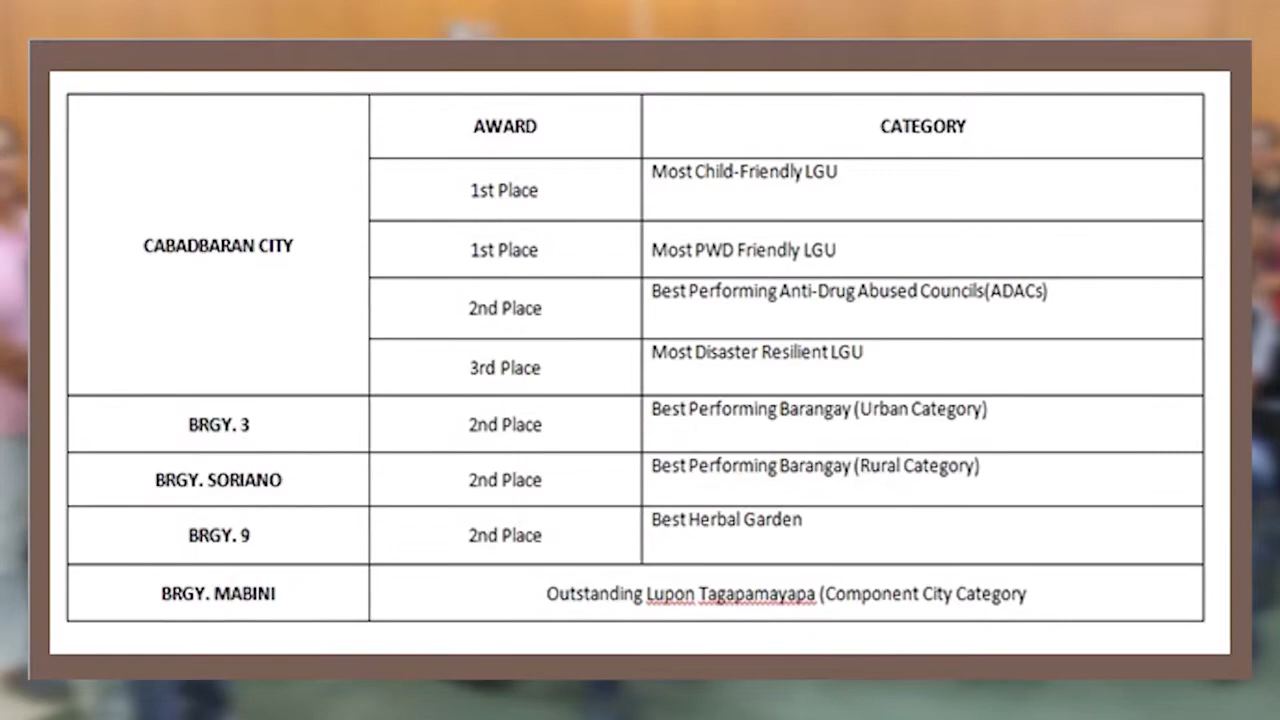 AWARD CATEGORY
CABADBARAN CITY
1st Place Most Child-Friendly LGU
1st Place Most PWD Friendly LGU
2nd Place Best Performing Anti-Drug Abused Councils(ADACs)
3rd Place Most Disaster Resilient LGU
BRGY. 3 2nd Place Best Performing Barangay (Urban Category)
BRGY. SORIANO 2nd Place Best Performing Barangay (Rural Category)
BRGY. 9 2nd Place Best Herbal Garden
BRGY. MABINI Outstanding Lupon Tagapamayapa (Component City Category